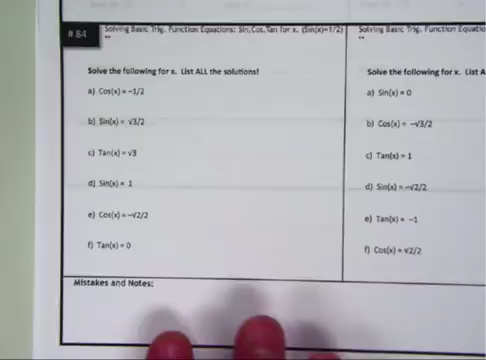 # 84
Solving Basic Trig. Function Equations: Sin, Cos, Tan for x. (Sin(x)=1/2)
**
Solve the following for x. List ALL the solutions!
a) Cos(x) = -1/2
b) Sin(x) = √3/2
c) Tan(x) = √3
d) Sin(x) = 1
e) Cos(x) = -√2/2
f) Tan(x) = 0
Mistakes and Notes:
Solving Basic Trig. Function Equatio
**
Solve the following for x. List A
a) Sin(x) = 0
b) Cos(x) = -√3/2
c) Tan(x) = 1
d) Sin(x) = -√2/2
e) Tan(x) = -1
f) Cos(x) = √2/2